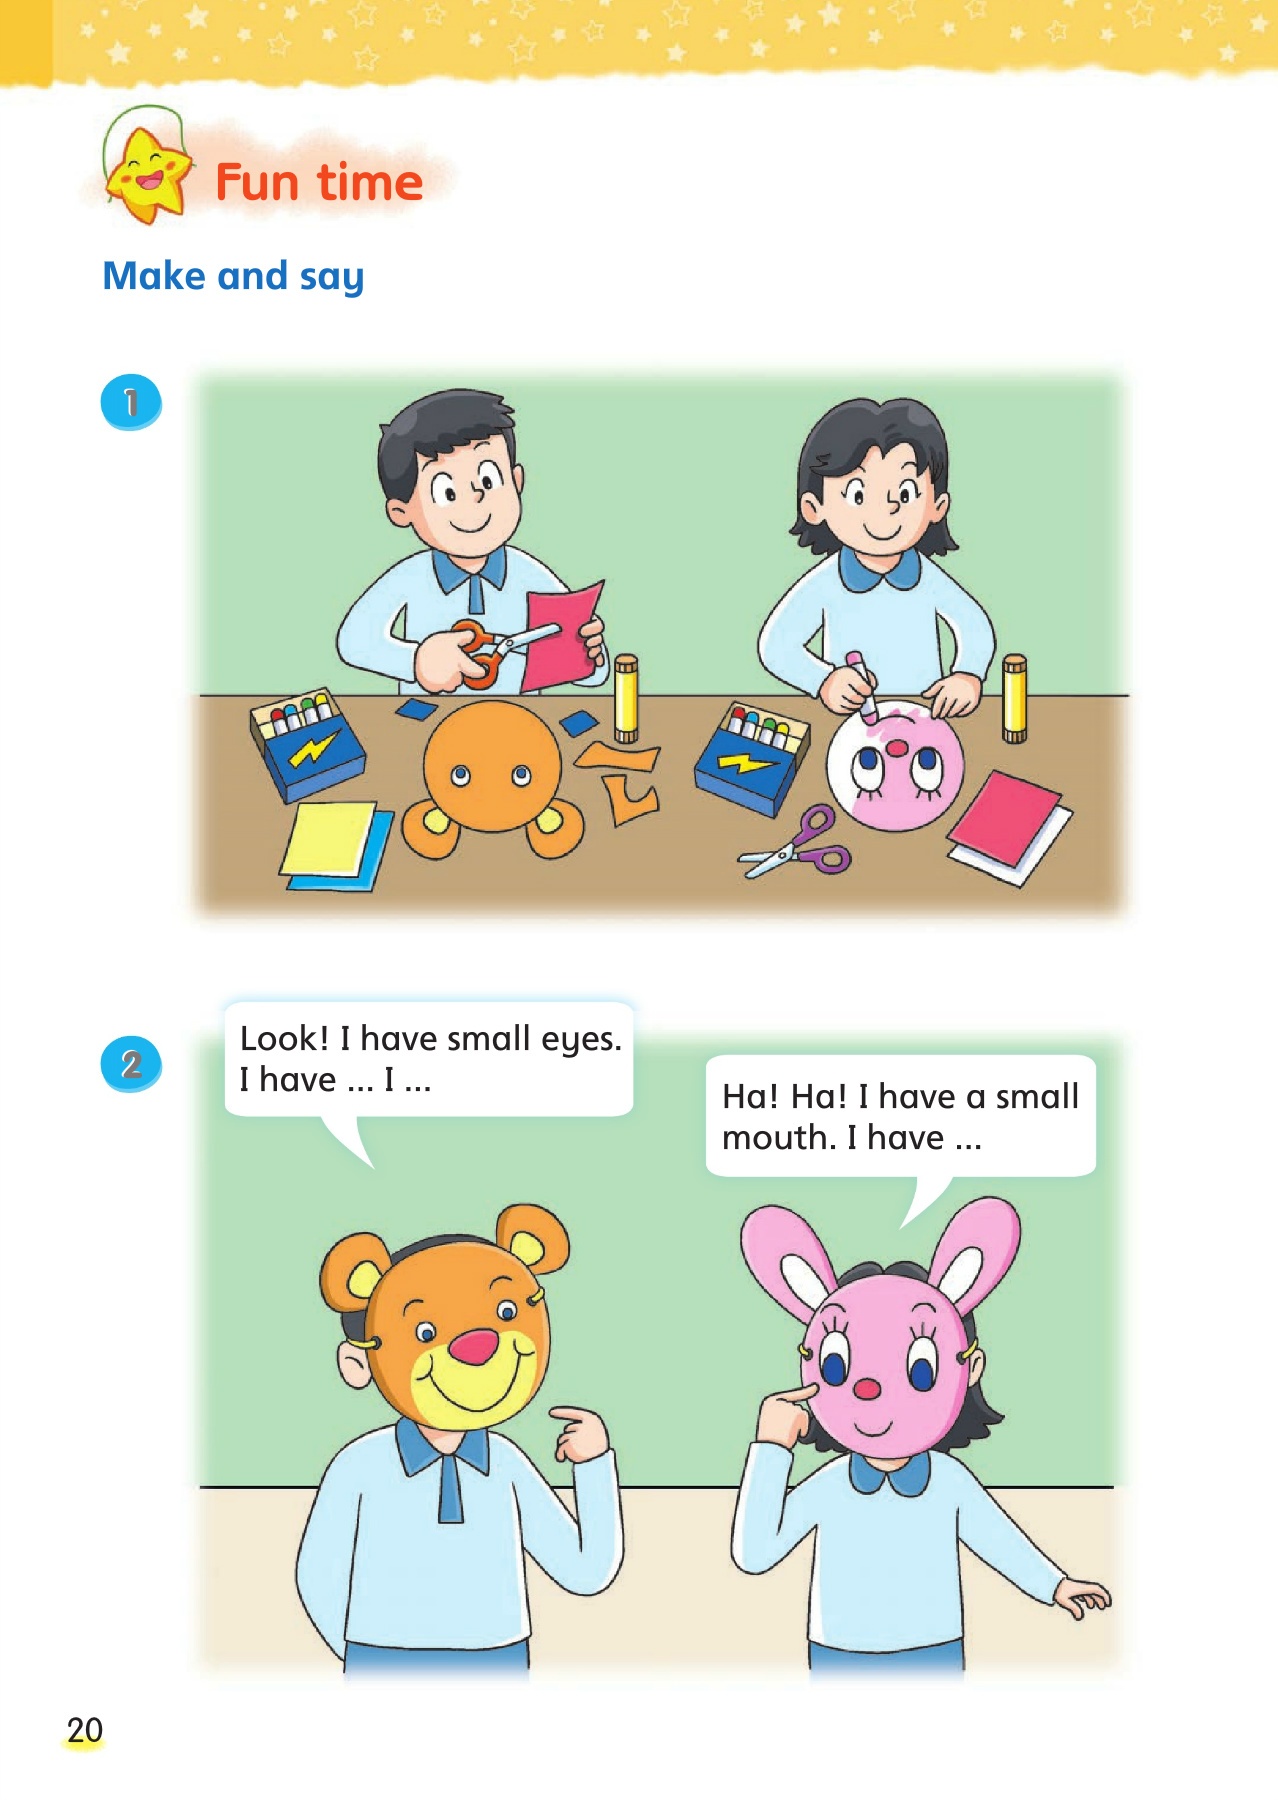 Fun time
Make and say
1
2
Look! I have small eyes.
I have ... I ...
Ha! Ha! I have a small
mouth. I have ...
20